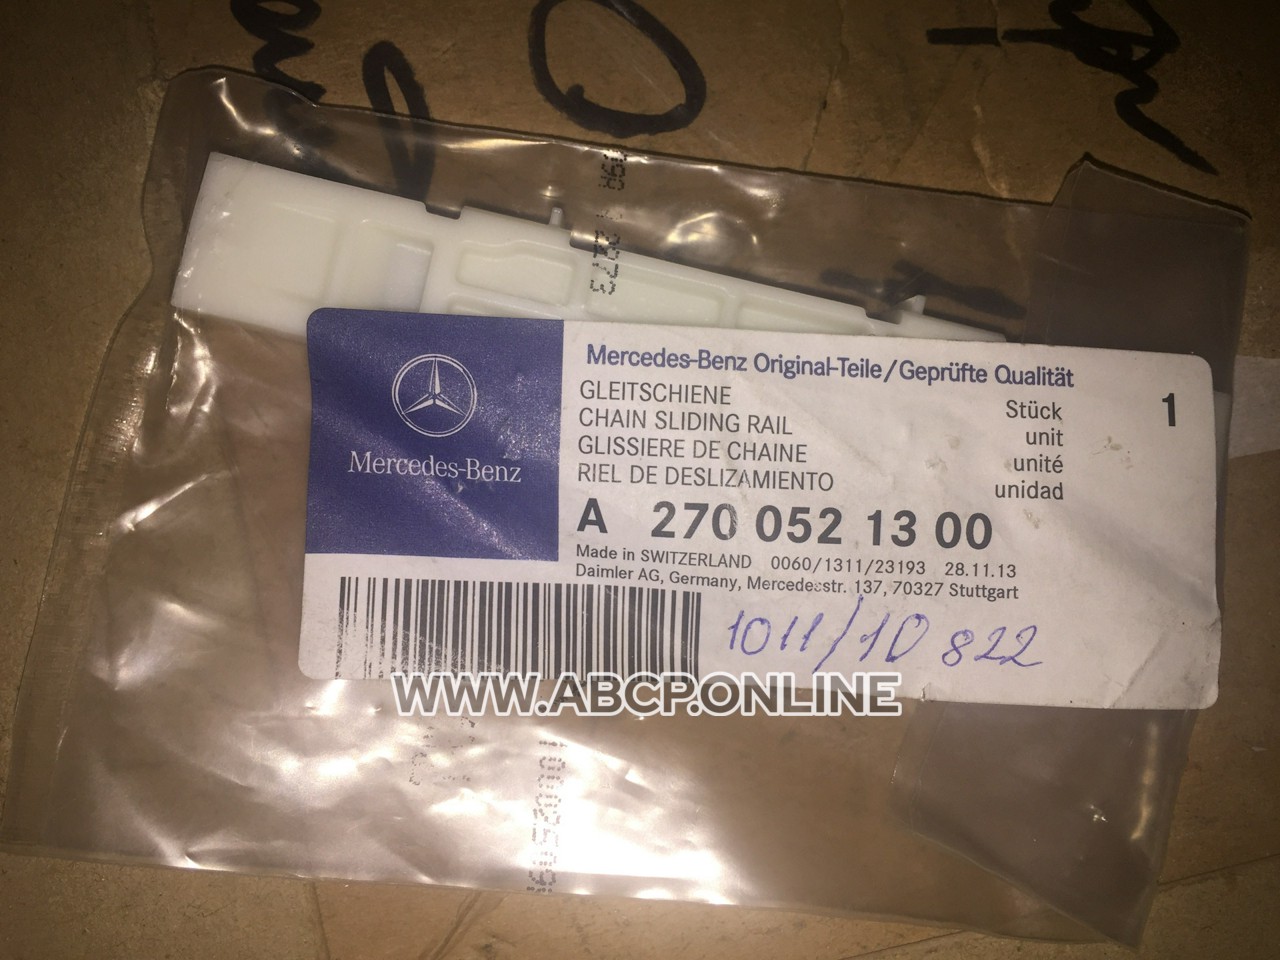 Mercedes-Benz
Mercedes-Benz Original-Teile/Geprüfte Qualität
GLEITSCHIENE
CHAIN SLIDING RAIL
GLISSIERE DE CHAINE
RIEL DE DESLIZAMIENTO
Stück 1
unit
unité
unidad
A 270 052 13 00
Made in SWITZERLAND 0060/1311/23193 28.11.13
Daimler AG, Germany, Mercedesstr. 137, 70327 Stuttgart
1011/10 822
WWW.ABCP.ONLINE